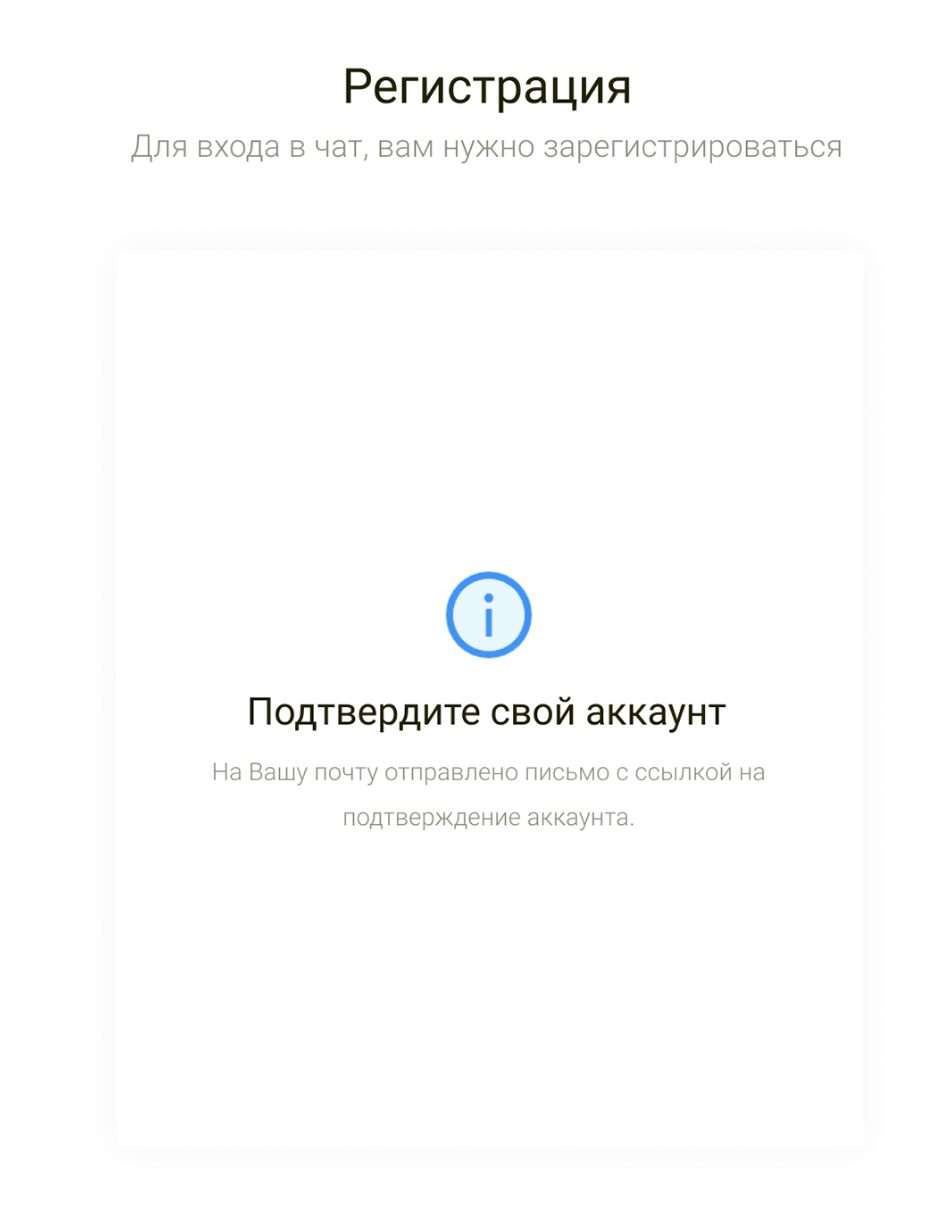 Регистрация
Для входа в чат, вам нужно зарегистрироваться
Подтвердите свой аккаунт
На Вашу почту отправлено письмо с ссылкой на
подтверждение аккаунта.